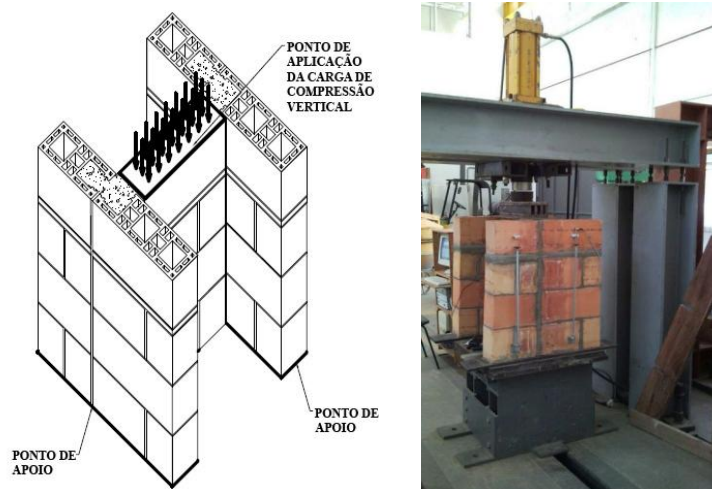 PONTO DE
APLICAÇÃO
DA CARGA DE
COMPRESSÃO
VERTICAL
PONTO DE
APOIO
PONTO DE
APOIO